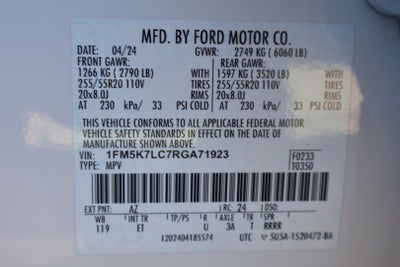 MFD. BY FORD MOTOR CO.
DATE: 04/24 GVWR: 2749 KG ( 6060 LB)
FRONT GAWR: REAR GAWR:
1266 KG ( 2790 LB) WITH 1597 KG ( 3520 LB) WITH
255/55R20 110V TIRES 255/55R20 110V TIRES
20x8.0J RIMS 20x8.0J RIMS
AT 230 kPa/ 33 PSI COLD AT 230 kPa/ 33 PSI COLD
THIS VEHICLE CONFORMS TO ALL APPLICABLE FEDERAL MOTOR
VEHICLE SAFETY STANDARDS IN EFFECT ON THE DATE OF
MANUFACTURE SHOWN ABOVE.
VIN: 1FM5K7LC7RGA71923 F0233
TYPE: MPV T0350
EXT PNT: AZ RC: 24 DSO:
WB INT TR TP/PS R AXLE TR SPR
119 ET U 3A T RRRR
1202404185574 UTC 5U5A-1520472-BA